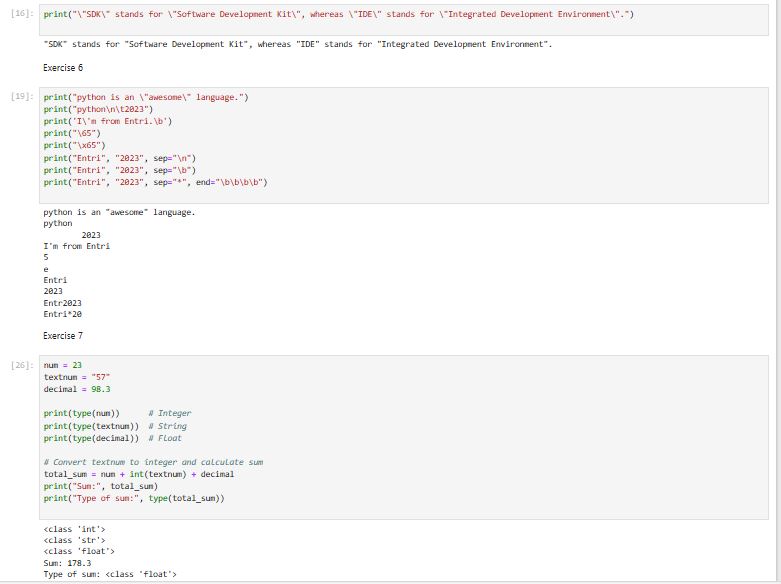 [16]: print("\"SDK\" stands for \"Software Development Kit\", whereas \"IDE\" stands for \"Integrated Development Environment\".")
"SDK" stands for "Software Development Kit", whereas "IDE" stands for "Integrated Development Environment".
Exercise 6
[19]: print("python is an \"awesome\" language.")
print("python\n\t2023")
print('I\'m from Entri.\b')
print("\65")
print("\x65")
print("Entri", "2023", sep="\n")
print("Entri", "2023", sep="\b")
print("Entri", "2023", sep="*", end="\b\b\b\b")
python is an "awesome" language.
python
2023
I'm from Entri
5
e
Entri
2023
Entr2023
Entri*20
Exercise 7
[26]: num = 23
textnum = "57"
decimal = 98.3
print(type(num)) # Integer
print(type(textnum)) # String
print(type(decimal)) # Float
# Convert textnum to integer and calculate sum
total_sum = num + int(textnum) + decimal
print("Sum:", total_sum)
print("Type of sum:", type(total_sum))
<class 'int'>
<class 'str'>
<class 'float'>
Sum: 178.3
Type of sum: <class 'float'>